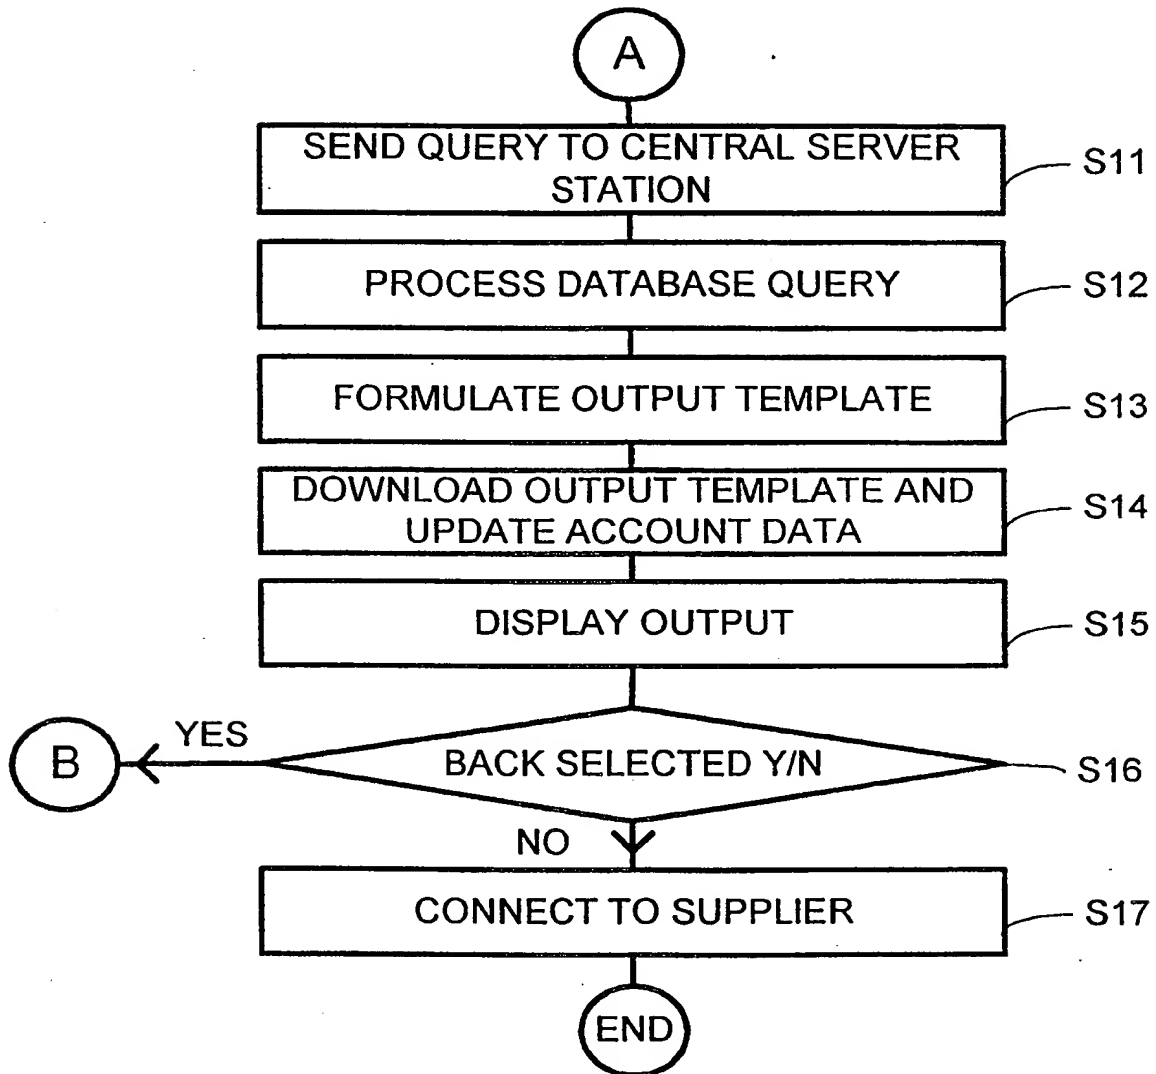 A
SEND QUERY TO CENTRAL SERVER
STATION
S11
PROCESS DATABASE QUERY
S12
FORMULATE OUTPUT TEMPLATE
S13
DOWNLOAD OUTPUT TEMPLATE AND
UPDATE ACCOUNT DATA
S14
DISPLAY OUTPUT
S15
B
YES
BACK SELECTED Y/N
S16
NO
CONNECT TO SUPPLIER
S17
END